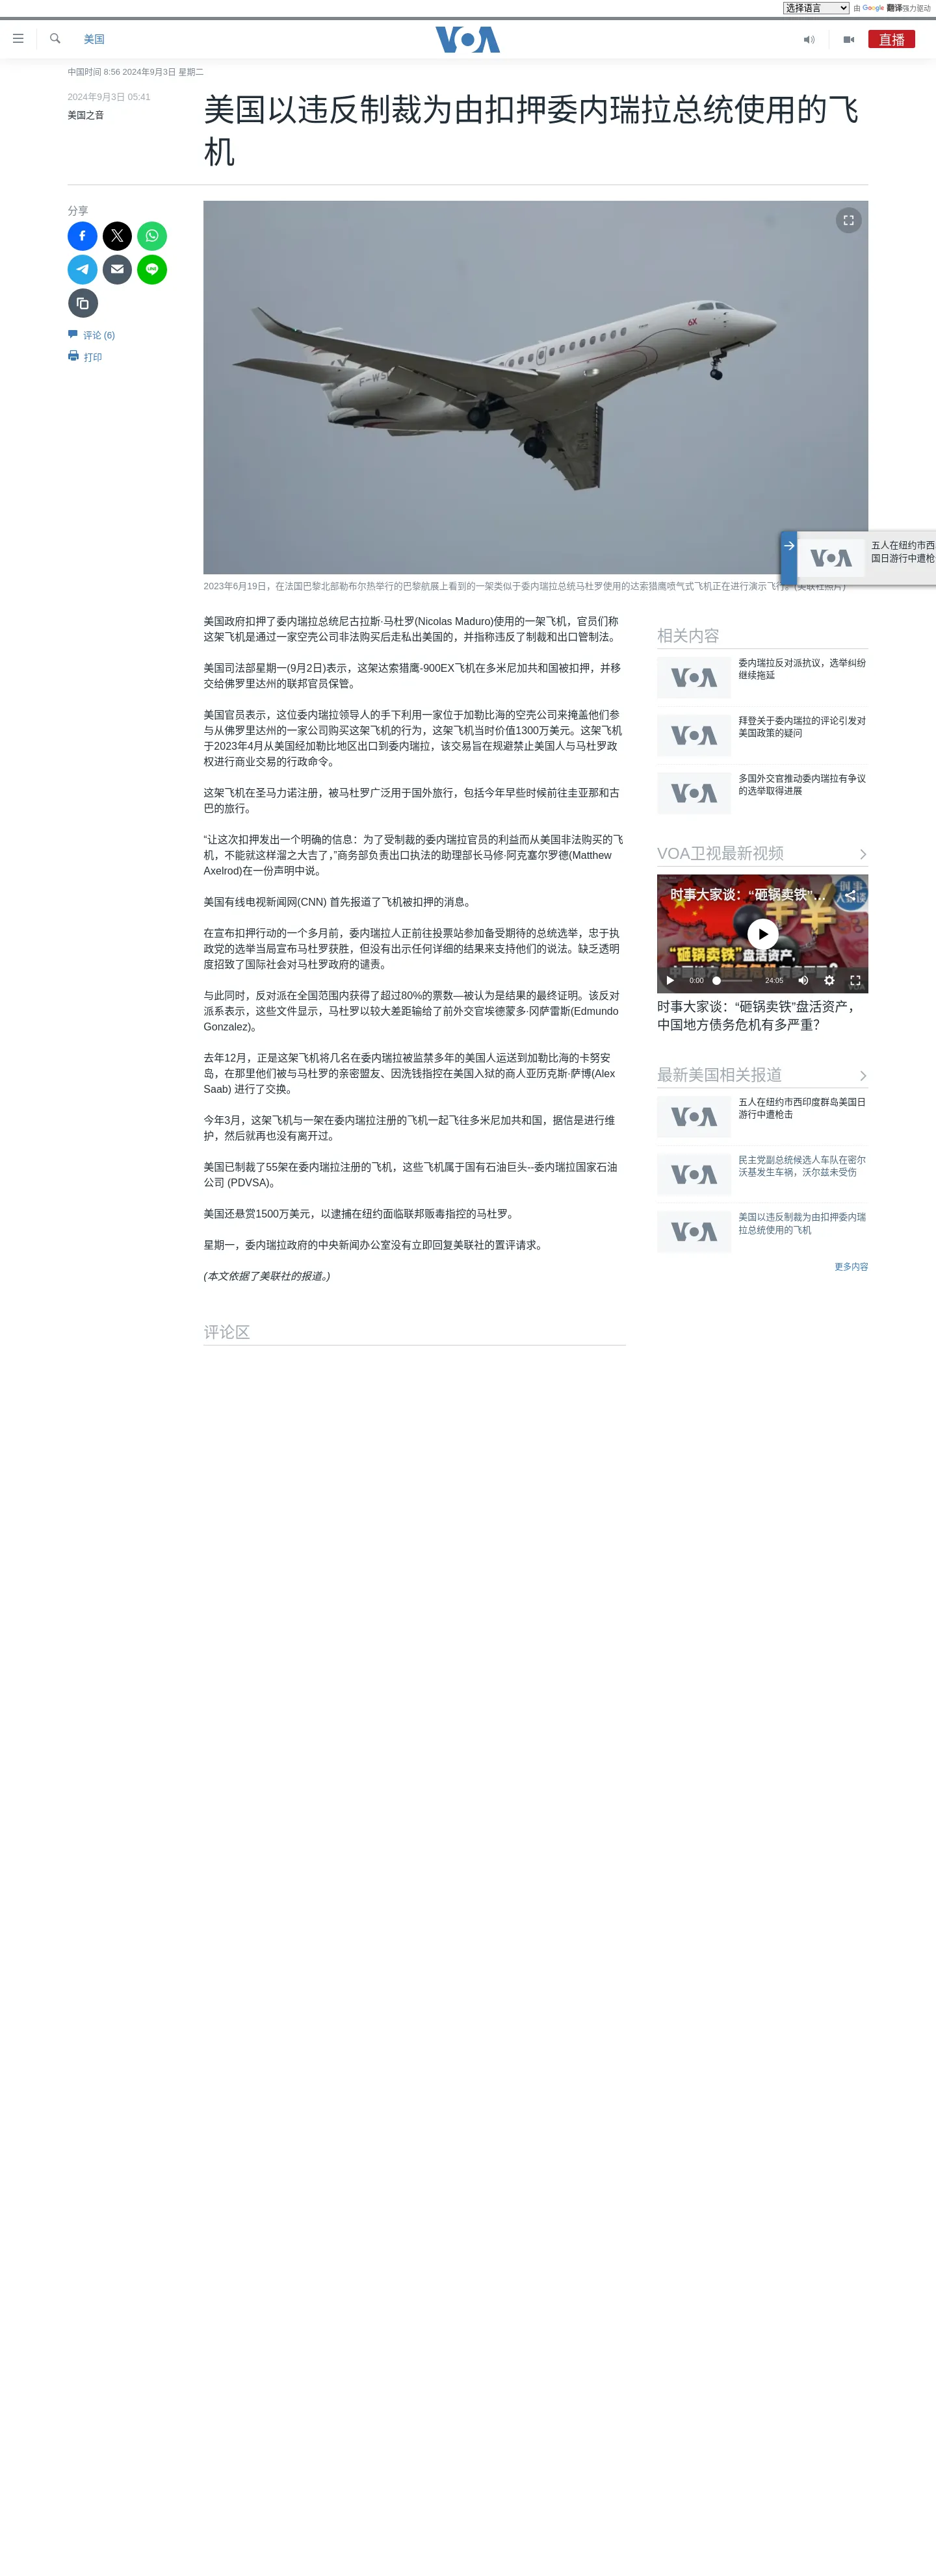 选择语言
由 Google 翻译强力驱动
美国
VOA
直播
中国时间 8:56 2024年9月3日 星期二
2024年9月3日 05:41
美国之音
美国以违反制裁为由扣押委内瑞拉总统使用的飞
机
分享
评论 (6)
打印
6X
F-WS
2023年6月19日，在法国巴黎北部勒布尔热举行的巴黎航展上看到的一架类似于委内瑞拉总统马杜罗使用的达索猎鹰喷气式飞机正在进行演示飞行。(美联社照片)
VOA
五人在纽约市西
国日游行中遭枪
美国政府扣押了委内瑞拉总统尼古拉斯·马杜罗(Nicolas Maduro)使用的一架飞机，官员们称
这架飞机是通过一家空壳公司非法购买后走私出美国的，并指称违反了制裁和出口管制法。
美国司法部星期一(9月2日)表示，这架达索猎鹰-900EX飞机在多米尼加共和国被扣押，并移
交给佛罗里达州的联邦官员保管。
美国官员表示，这位委内瑞拉领导人的手下利用一家位于加勒比海的空壳公司来掩盖他们参
与从佛罗里达州的一家公司购买这架飞机的行为，这架飞机当时价值1300万美元。这架飞机
于2023年4月从美国经加勒比地区出口到委内瑞拉，该交易旨在规避禁止美国人与马杜罗政
权进行商业交易的行政命令。
这架飞机在圣马力诺注册，被马杜罗广泛用于国外旅行，包括今年早些时候前往圭亚那和古
巴的旅行。
“让这次扣押发出一个明确的信息：为了受制裁的委内瑞拉官员的利益而从美国非法购买的飞
机，不能就这样溜之大吉了，”商务部负责出口执法的助理部长马修·阿克塞尔罗德(Matthew
Axelrod)在一份声明中说。
美国有线电视新闻网(CNN) 首先报道了飞机被扣押的消息。
在宣布扣押行动的一个多月前，委内瑞拉人正前往投票站参加备受期待的总统选举，忠于执
政党的选举当局宣布马杜罗获胜，但没有出示任何详细的结果来支持他们的说法。缺乏透明
度招致了国际社会对马杜罗政府的谴责。
与此同时，反对派在全国范围内获得了超过80%的票数—被认为是结果的最终证明。该反对
派系表示，这些文件显示，马杜罗以较大差距输给了前外交官埃德蒙多·冈萨雷斯(Edmundo
Gonzalez)。
去年12月，正是这架飞机将几名在委内瑞拉被监禁多年的美国人运送到加勒比海的卡努安
岛，在那里他们被与马杜罗的亲密盟友、因洗钱指控在美国入狱的商人亚历克斯·萨博(Alex
Saab) 进行了交换。
今年3月，这架飞机与一架在委内瑞拉注册的飞机一起飞往多米尼加共和国，据信是进行维
护，然后就再也没有离开过。
美国已制裁了55架在委内瑞拉注册的飞机，这些飞机属于国有石油巨头--委内瑞拉国家石油
公司 (PDVSA)。
美国还悬赏1500万美元，以逮捕在纽约面临联邦贩毒指控的马杜罗。
星期一，委内瑞拉政府的中央新闻办公室没有立即回复美联社的置评请求。
(本文依据了美联社的报道。)
评论区
相关内容
VOA
委内瑞拉反对派抗议，选举纠纷
继续拖延
VOA
拜登关于委内瑞拉的评论引发对
美国政策的疑问
VOA
多国外交官推动委内瑞拉有争议
的选举取得进展
VOA卫视最新视频
时事大家谈：“砸锅卖铁”...
“砸锅卖铁”盘活资产，
0:00
24:05
时事大家谈：“砸锅卖铁”盘活资产，
中国地方债务危机有多严重？
最新美国相关报道
VOA
五人在纽约市西印度群岛美国日
游行中遭枪击
VOA
民主党副总统候选人车队在密尔
沃基发生车祸，沃尔兹未受伤
VOA
美国以违反制裁为由扣押委内瑞
拉总统使用的飞机
更多内容